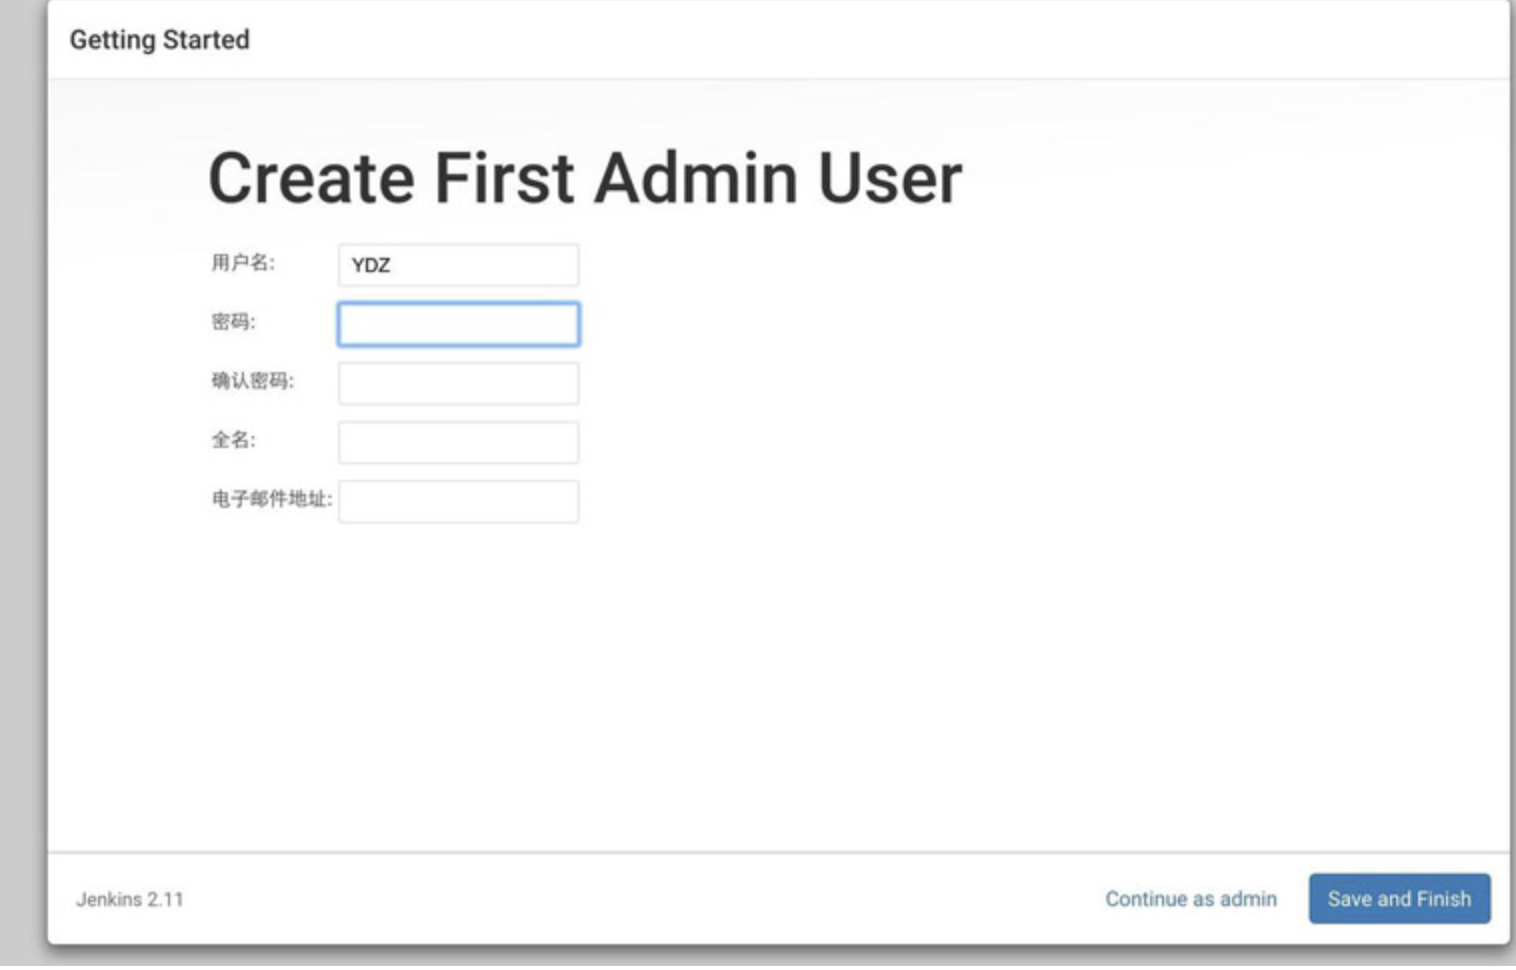 Getting Started
Create First Admin User
用户名: YDZ
密码:
确认密码:
全名:
电子邮件地址:
Jenkins 2.11 Continue as admin Save and Finish